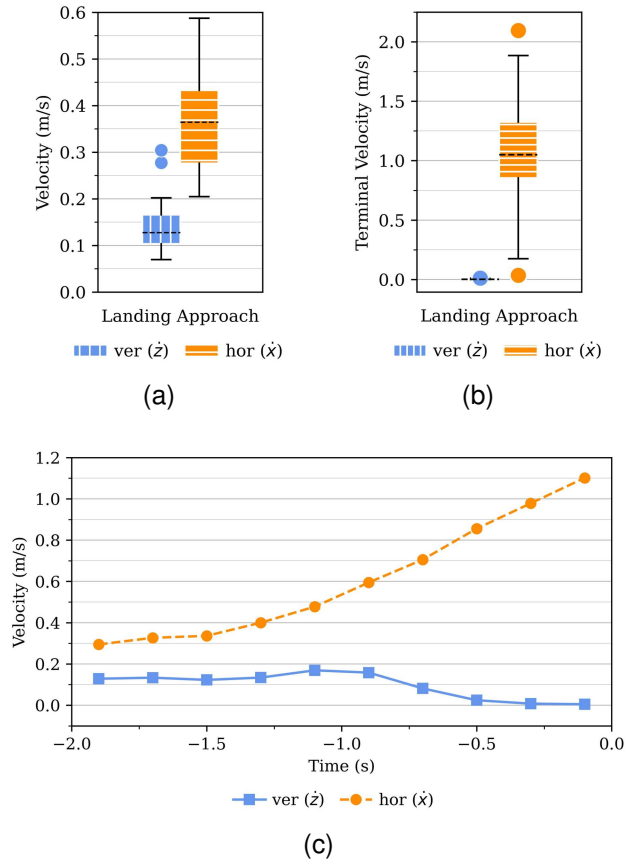 0.6
0.5
0.4
0.3
0.2
0.1
0.0
Velocity (m/s)
Landing Approach
ver (ż) hor (ẋ)
(a)
2.0
1.5
1.0
0.5
0.0
Terminal Velocity (m/s)
Landing Approach
ver (ż) hor (ẋ)
(b)
1.2
1.0
0.8
0.6
0.4
0.2
0.0
Velocity (m/s)
−2.0 −1.5 −1.0 −0.5 0.0
Time (s)
ver (ż) hor (ẋ)
(c)